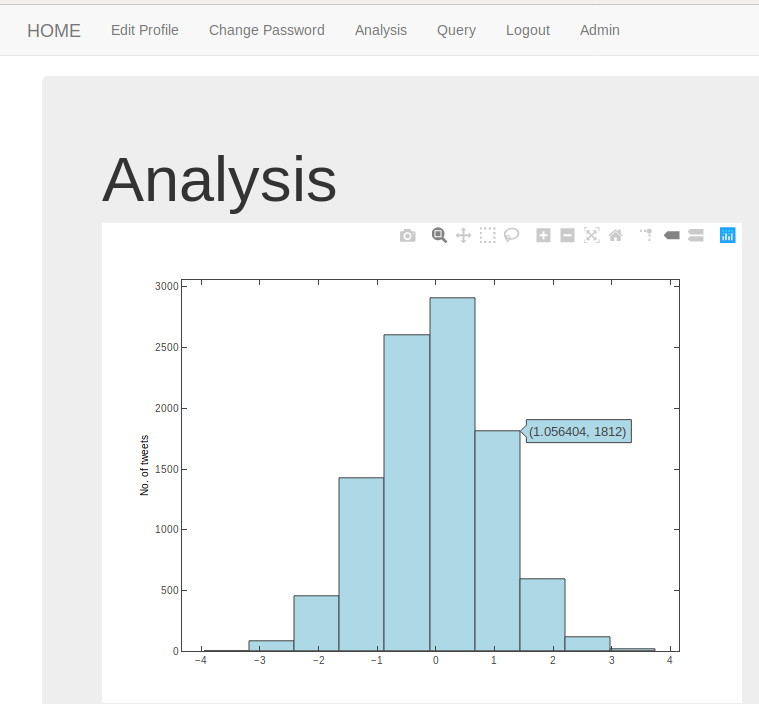 HOME Edit Profile Change Password Analysis Query Logout Admin
Analysis
3000
2500
2000
(1.056404, 1812)
No. of tweets
1500
1000
500
0
−4 −3 −2 −1 0 1 2 3 4